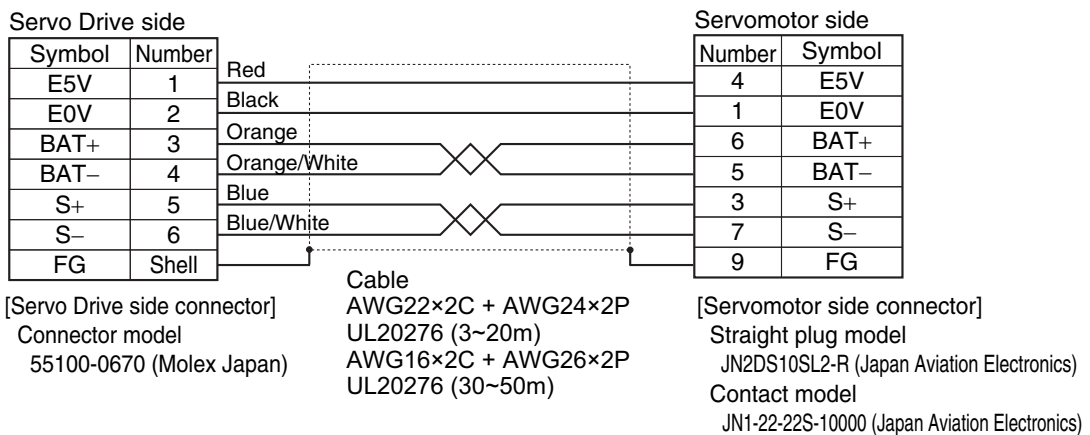 Servo Drive side
Symbol Number
E5V 1
E0V 2
BAT+ 3
BAT− 4
S+ 5
S− 6
FG Shell
Red
Black
Orange
Orange/White
Blue
Blue/White
Servomotor side
Number Symbol
4 E5V
1 E0V
6 BAT+
5 BAT−
3 S+
7 S−
9 FG
[Servo Drive side connector]
Connector model
55100-0670 (Molex Japan)
Cable
AWG22×2C + AWG24×2P
UL20276 (3~20m)
AWG16×2C + AWG26×2P
UL20276 (30~50m)
[Servomotor side connector]
Straight plug model
JN2DS10SL2-R (Japan Aviation Electronics)
Contact model
JN1-22-22S-10000 (Japan Aviation Electronics)